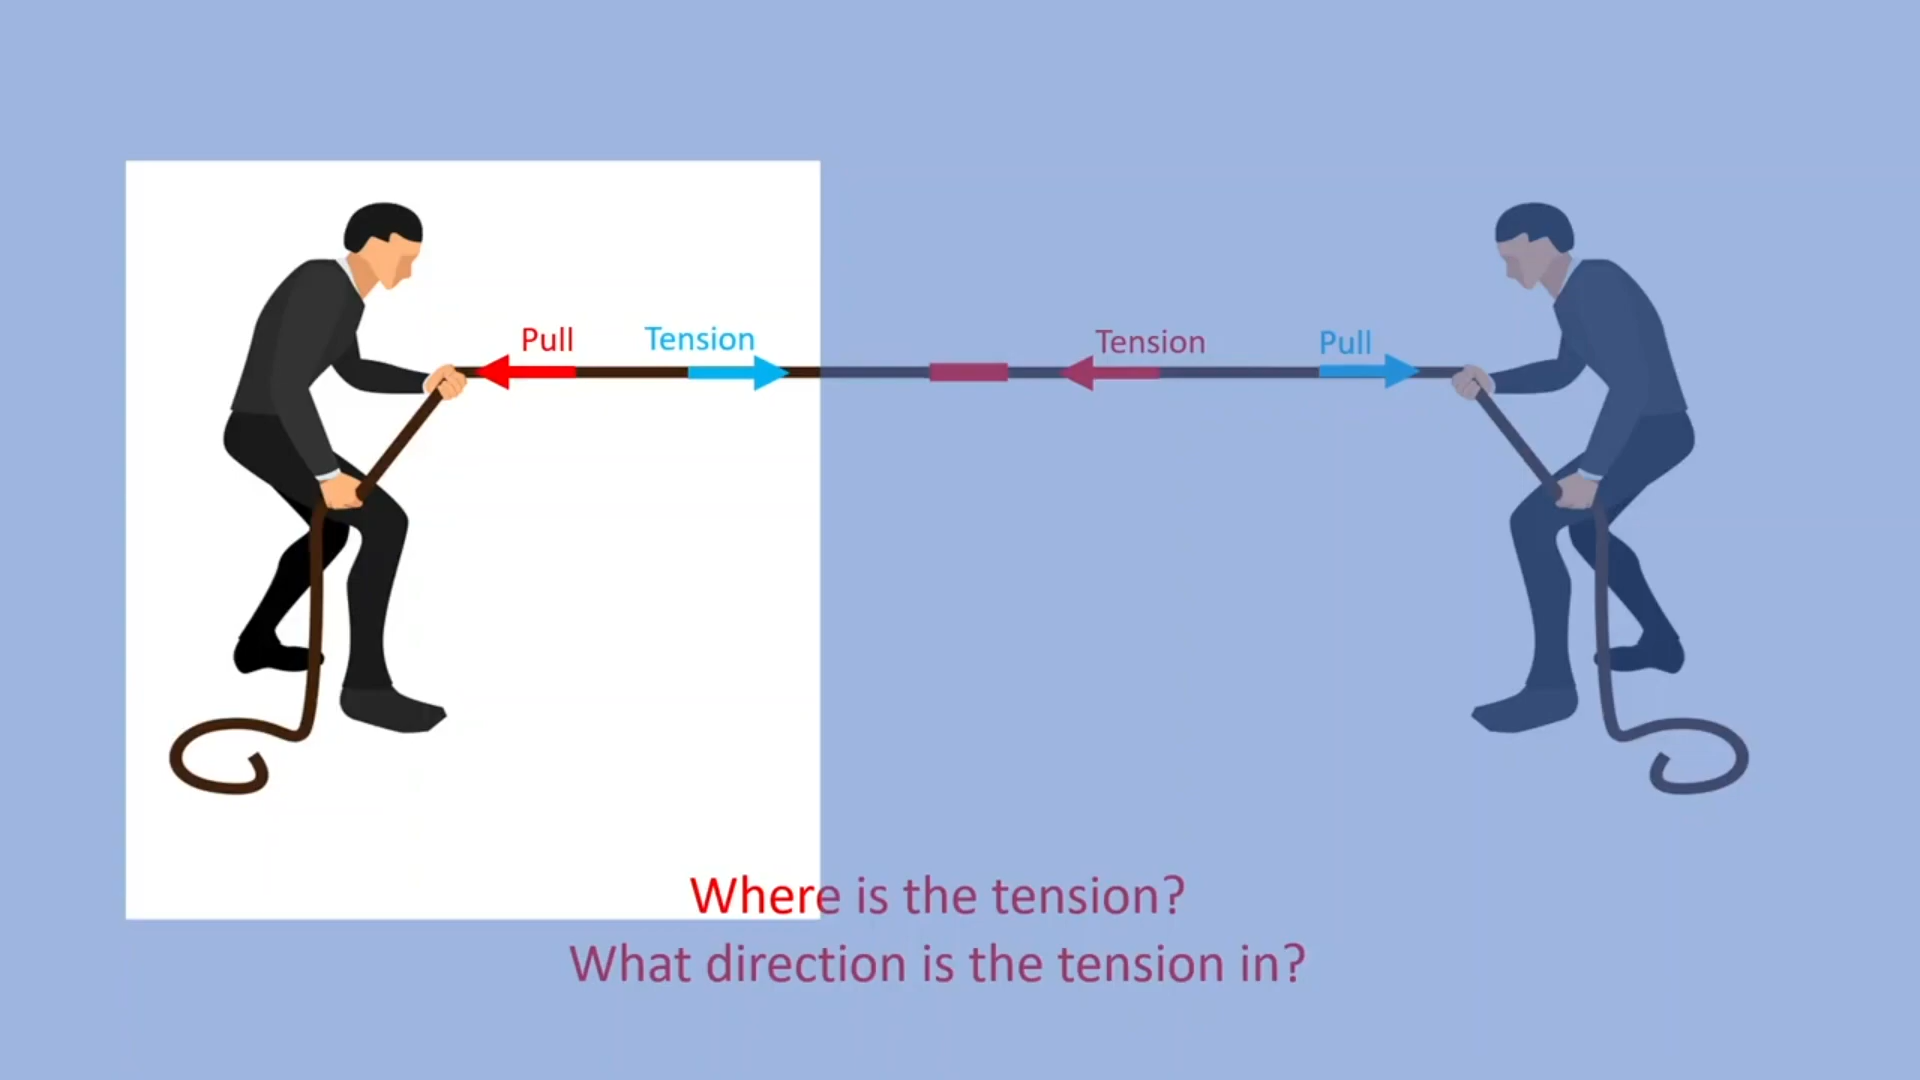 Pull
Tension
Tension
Pull
Where is the tension?
What direction is the tension in?